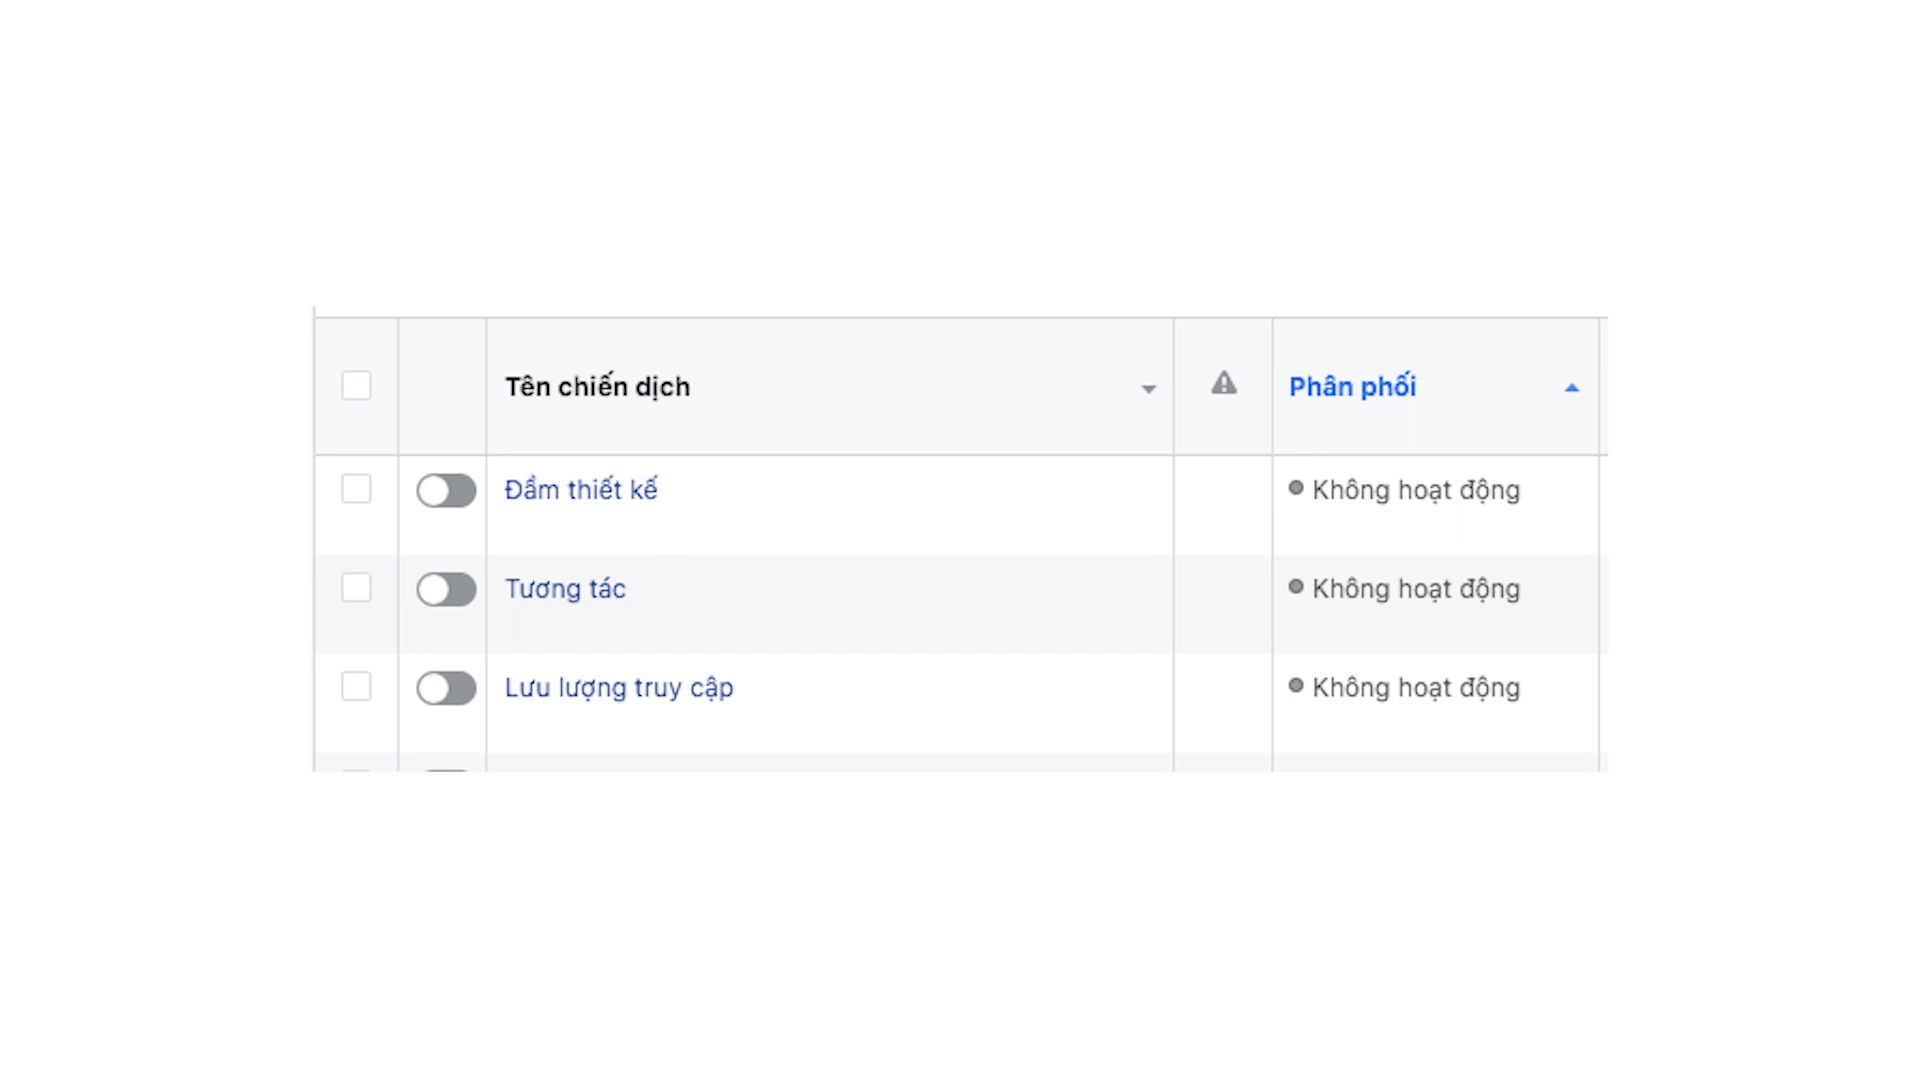 Tên chiến dịch
Phân phối
Đầm thiết kế
Không hoạt động
Tương tác
Không hoạt động
Lưu lượng truy cập
Không hoạt động